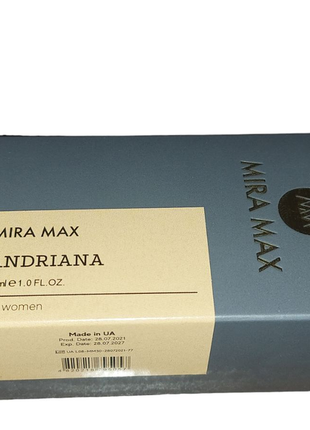 MIRA MAX
ANDRIANA
1.0 FL.OZ.
women
Made in UA
Prod. Date: 28.07.2021
Exp. Date: 28.07.2027
MIRA MAX